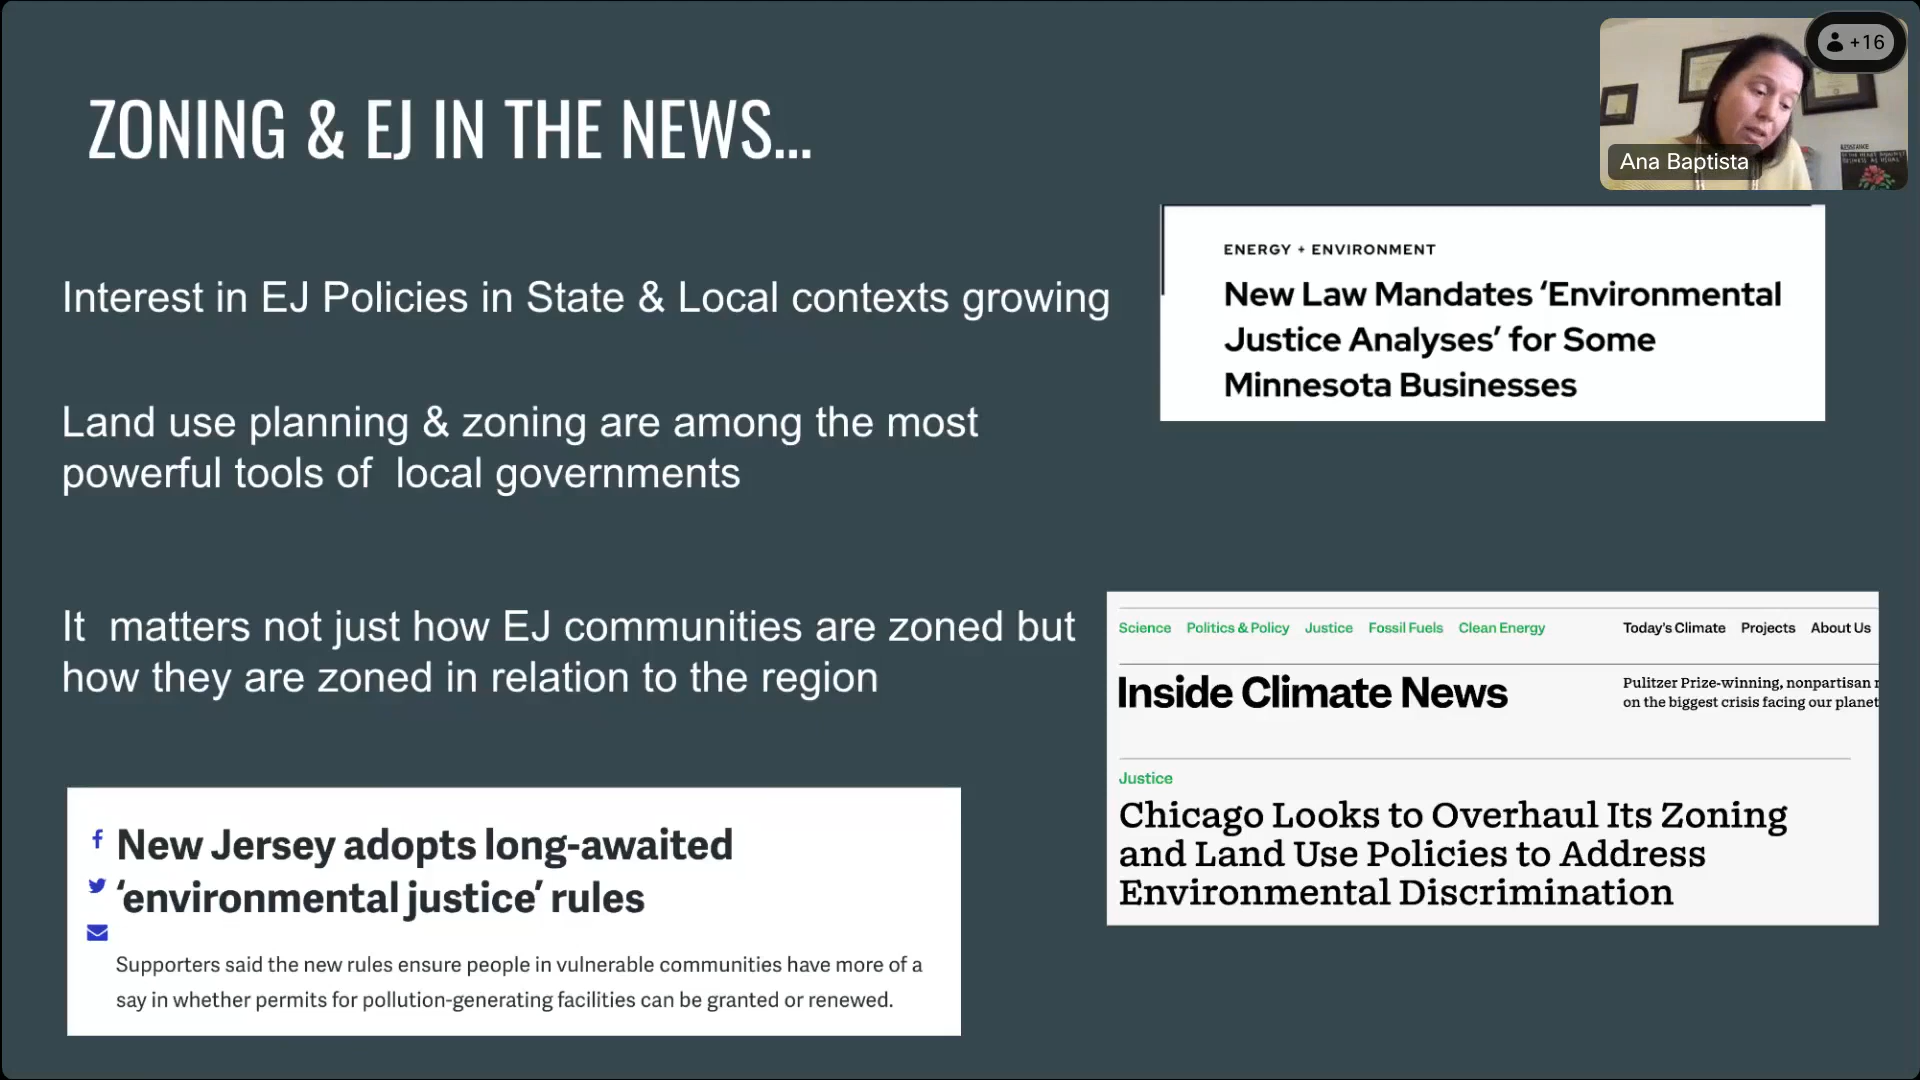 ZONING & EJ IN THE NEWS...
+16
Ana Baptista
Interest in EJ Policies in State & Local contexts growing
Land use planning & zoning are among the most
powerful tools of  local governments
It  matters not just how EJ communities are zoned but
how they are zoned in relation to the region
ENERGY + ENVIRONMENT
New Law Mandates ‘Environmental
Justice Analyses’ for Some
Minnesota Businesses
Science Politics & Policy Justice Fossil Fuels Clean Energy Today's Climate Projects About Us
Inside Climate News
Pulitzer Prize-winning, nonpartisan
on the biggest crisis facing our planet
Justice
Chicago Looks to Overhaul Its Zoning
and Land Use Policies to Address
Environmental Discrimination
New Jersey adopts long-awaited
‘environmental justice’ rules
Supporters said the new rules ensure people in vulnerable communities have more of a
say in whether permits for pollution-generating facilities can be granted or renewed.